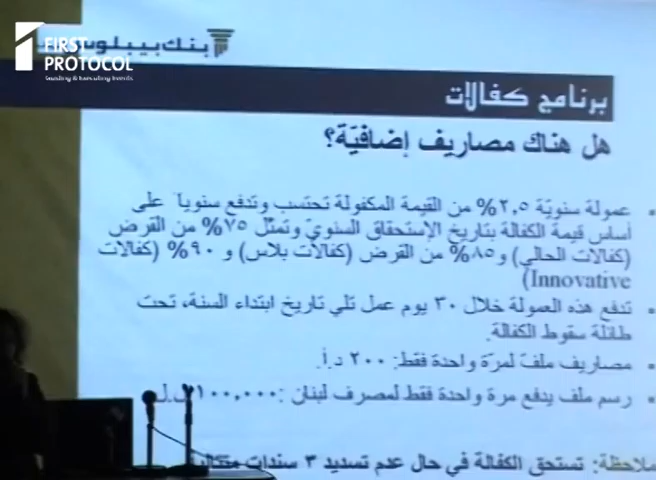 FIRST
PROTOCOL
بنك بيبلوس
برنامج كفالات
هل هناك مصاريف إضافيّة؟
عمولة سنويّة ٢,٥% من القيمة المكفولة تحتسب وتدفع سنوياً على
أساس قيمة الكفالة بتاريخ الإستحقاق السنوي وتمثّل ٧٥% من القرض
(كفالات الحالي) و٨٥% من القرض (كفالات بلاس) و ٩٠% (كفالات
Innovative)
تدفع هذه العمولة خلال ٣٠ يوم عمل تلي تاريخ ابتداء السنة، تحت
طائلة سقوط الكفالة.
مصاريف ملفّ لمرّة واحدة فقط: ٢٠٠ د.أ.
رسم ملف يدفع مرة واحدة فقط لمصرف لبنان: ١٠٠,٠٠٠ ل.ل
ملاحظة: تستحق الكفالة في حال عدم تسديد ٣ سندات متتالية